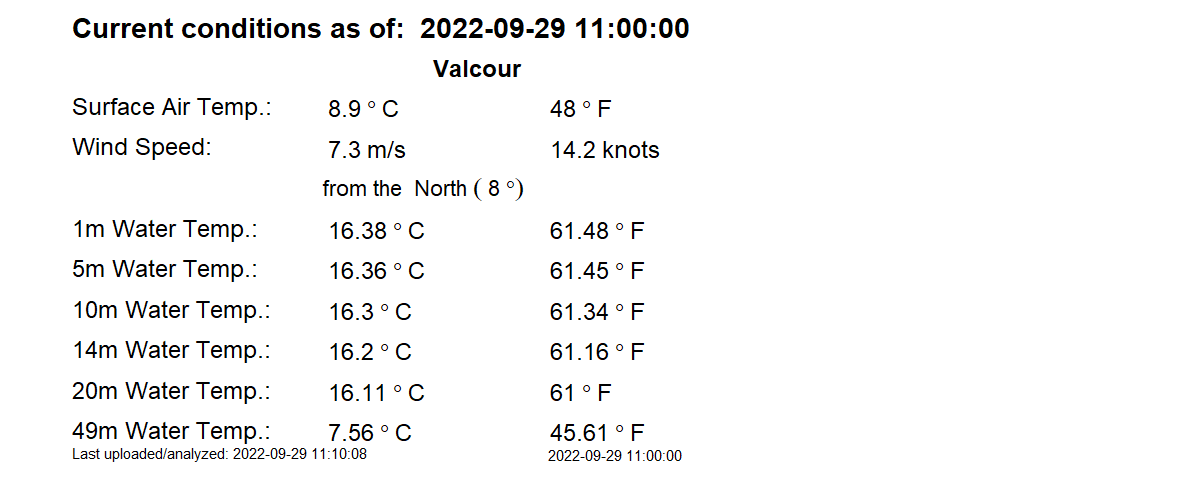 Current conditions as of:  2022-09-29 11:00:00
Valcour
Surface Air Temp.: 8.9 ° C 48 ° F
Wind Speed: 7.3 m/s 14.2 knots
from the  North ( 8 °)
1m Water Temp.: 16.38 ° C 61.48 ° F
5m Water Temp.: 16.36 ° C 61.45 ° F
10m Water Temp.: 16.3 ° C 61.34 ° F
14m Water Temp.: 16.2 ° C 61.16 ° F
20m Water Temp.: 16.11 ° C 61 ° F
49m Water Temp.: 7.56 ° C 45.61 ° F
Last uploaded/analyzed: 2022-09-29 11:10:08 2022-09-29 11:00:00